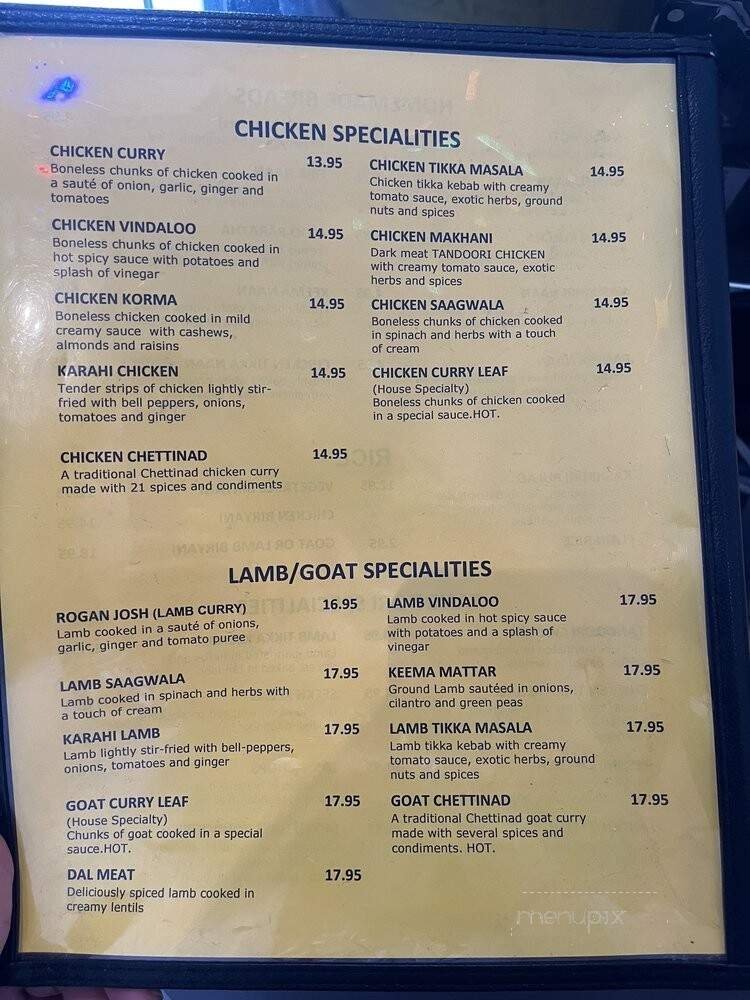 CHICKEN SPECIALITIES
CHICKEN CURRY 13.95
Boneless chunks of chicken cooked in
a sauté of onion, garlic, ginger and
tomatoes
CHICKEN VINDALOO 14.95
Boneless chunks of chicken cooked in
hot spicy sauce with potatoes and
splash of vinegar
CHICKEN KORMA 14.95
Boneless chicken cooked in mild
creamy sauce with cashews,
almonds and raisins
KARAHI CHICKEN 14.95
Tender strips of chicken lightly stir-
fried with bell peppers, onions,
tomatoes and ginger
CHICKEN CHETTINAD 14.95
A traditional Chettinad chicken curry
made with 21 spices and condiments
CHICKEN TIKKA MASALA 14.95
Chicken tikka kebab with creamy
tomato sauce, exotic herbs, ground
nuts and spices
CHICKEN MAKHANI 14.95
Dark meat TANDOORI CHICKEN
with creamy tomato sauce, exotic
herbs and spices
CHICKEN SAAGWALA 14.95
Boneless chunks of chicken cooked
in spinach and herbs with a touch
of cream
CHICKEN CURRY LEAF 14.95
(House Specialty)
Boneless chunks of chicken cooked
in a special sauce.HOT.
LAMB/GOAT SPECIALITIES
ROGAN JOSH (LAMB CURRY) 16.95
Lamb cooked in a sauté of onions,
garlic, ginger and tomato puree
LAMB SAAGWALA 17.95
Lamb cooked in spinach and herbs with
a touch of cream
KARAHI LAMB 17.95
Lamb lightly stir-fried with bell-peppers,
onions, tomatoes and ginger
GOAT CURRY LEAF 17.95
(House Specialty)
Chunks of goat cooked in a special
sauce.HOT.
DAL MEAT 17.95
Deliciously spiced lamb cooked in
creamy lentils
LAMB VINDALOO 17.95
Lamb cooked in hot spicy sauce
with potatoes and a splash of
vinegar
KEEMA MATTAR 17.95
Ground Lamb sautéed in onions,
cilantro and green peas
LAMB TIKKA MASALA 17.95
Lamb tikka kebab with creamy
tomato sauce, exotic herbs, ground
nuts and spices
GOAT CHETTINAD 17.95
A traditional Chettinad goat curry
made with several spices and
condiments. HOT.
menupix